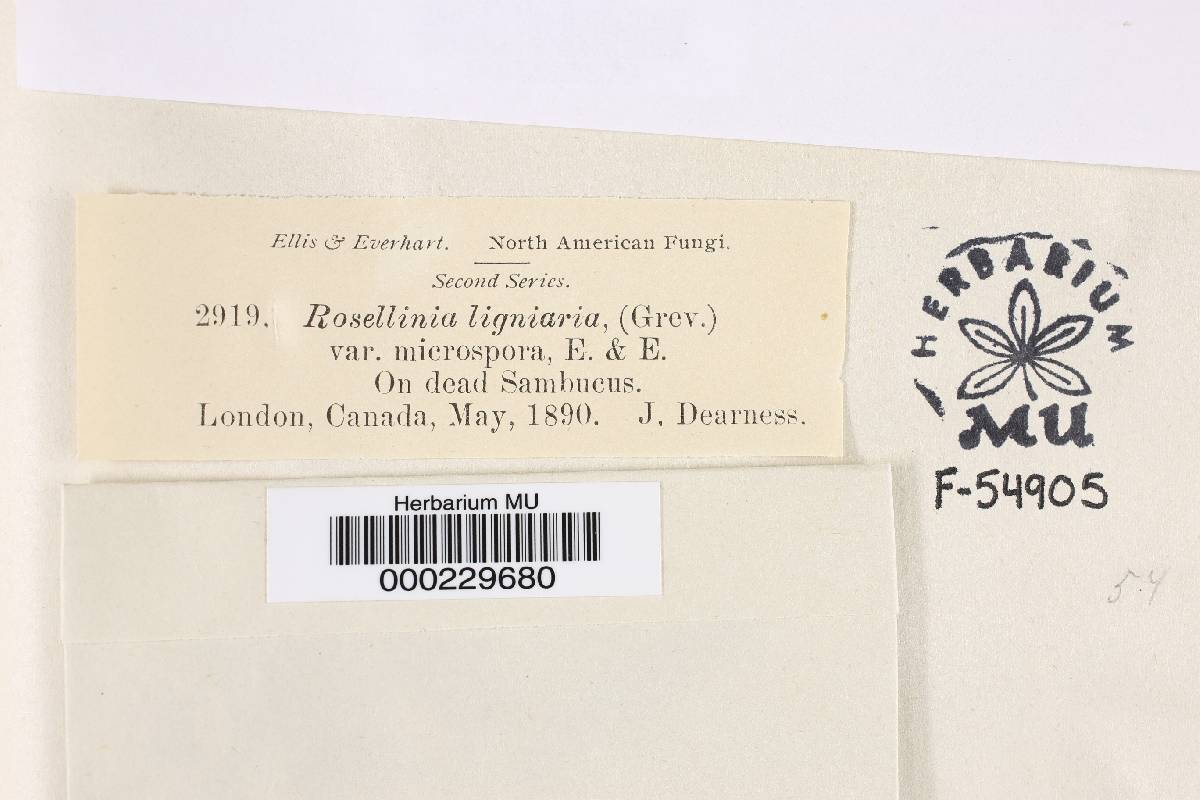 Ellis & Everhart. North American Fungi.
Second Series.
2919. Rosellinia ligniaria, (Grev.)
var. microspora, E. & E.
On dead Sambucus.
London, Canada, May, 1890. J. Dearness.
HERBARIUM
MU
F-54905
Herbarium MU
000229680
54